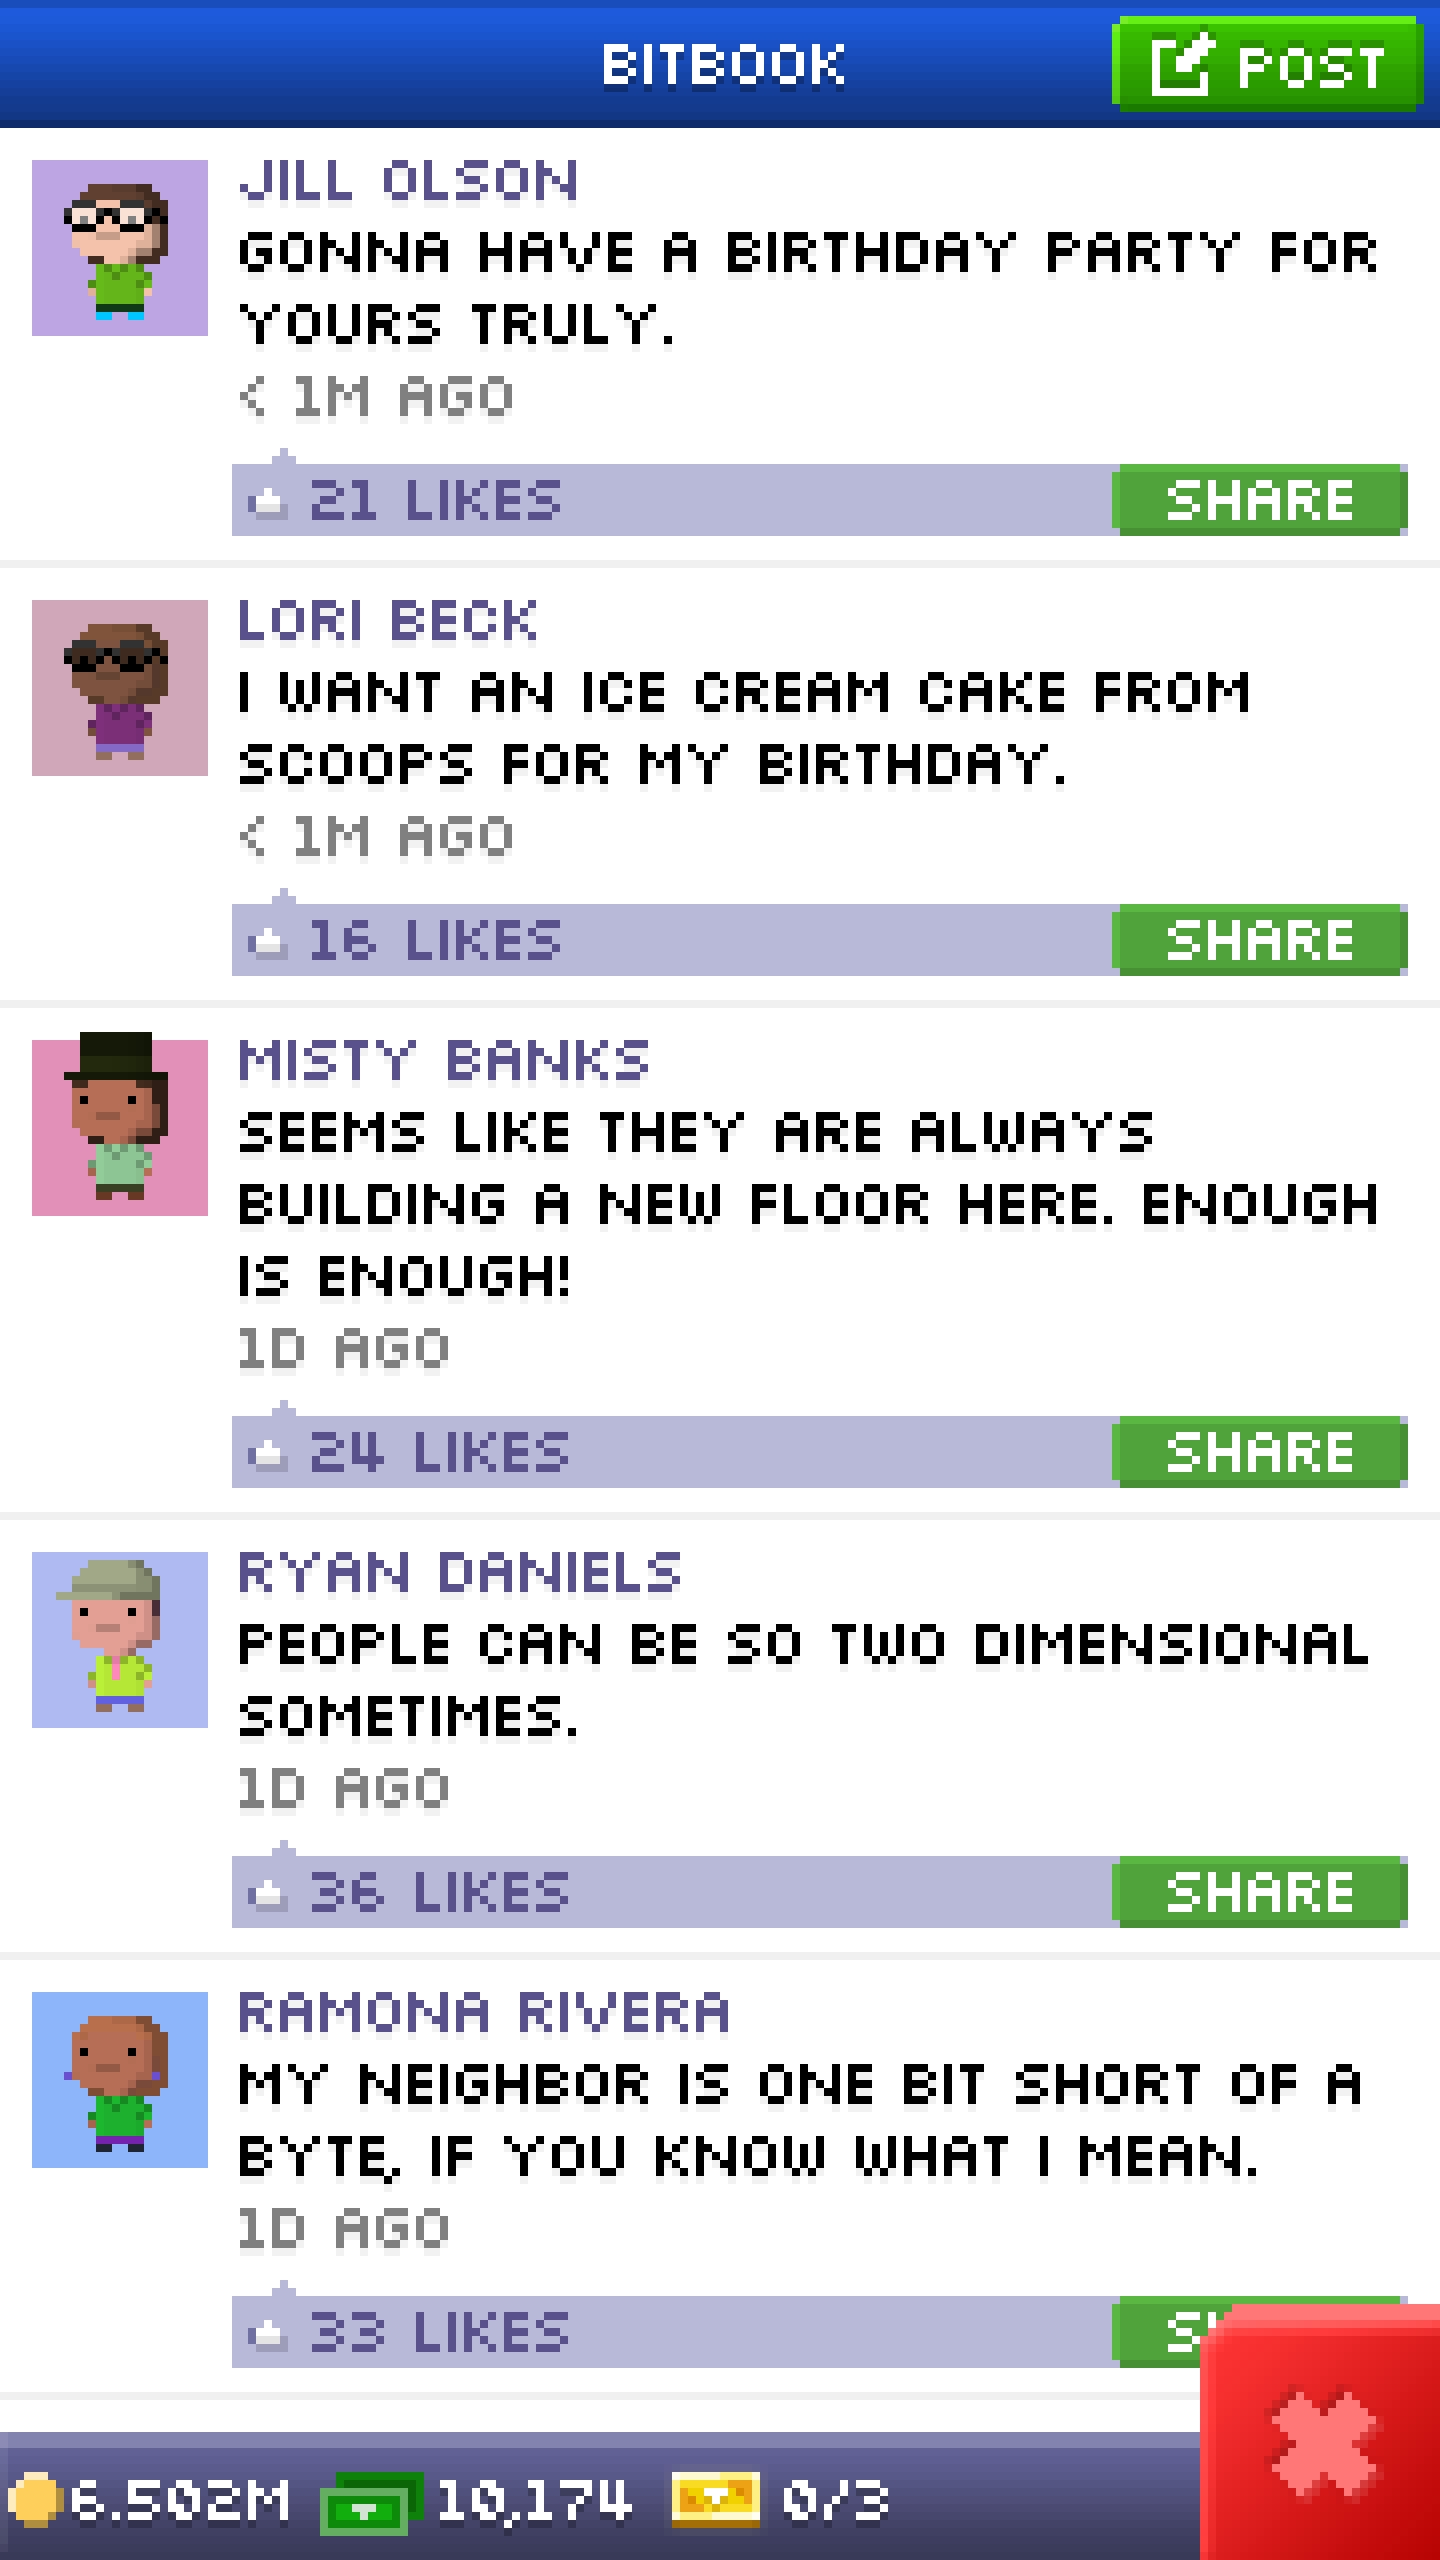 BITBOOK
POST
JILL OLSON
GONNA HAVE A BIRTHDAY PARTY FOR
YOURS TRULY.
< 1M AGO
21 LIKES
SHARE
LORI BECK
I WANT AN ICE CREAM CAKE FROM
SCOOPS FOR MY BIRTHDAY.
< 1M AGO
16 LIKES
SHARE
MISTY BANKS
SEEMS LIKE THEY ARE ALWAYS
BUILDING A NEW FLOOR HERE. ENOUGH
IS ENOUGH!
1D AGO
24 LIKES
SHARE
RYAN DANIELS
PEOPLE CAN BE SO TWO DIMENSIONAL
SOMETIMES.
1D AGO
36 LIKES
SHARE
RAMONA RIVERA
MY NEIGHBOR IS ONE BIT SHORT OF A
BYTE, IF YOU KNOW WHAT I MEAN.
1D AGO
33 LIKES
6.502M 10,174 0/3